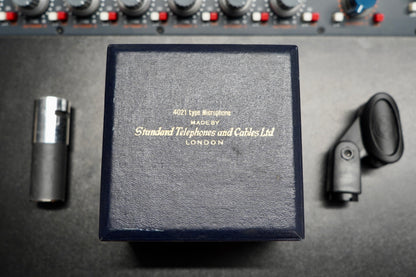 4021 type Microphone
MADE BY
Standard Telephones and Cables Ltd
LONDON